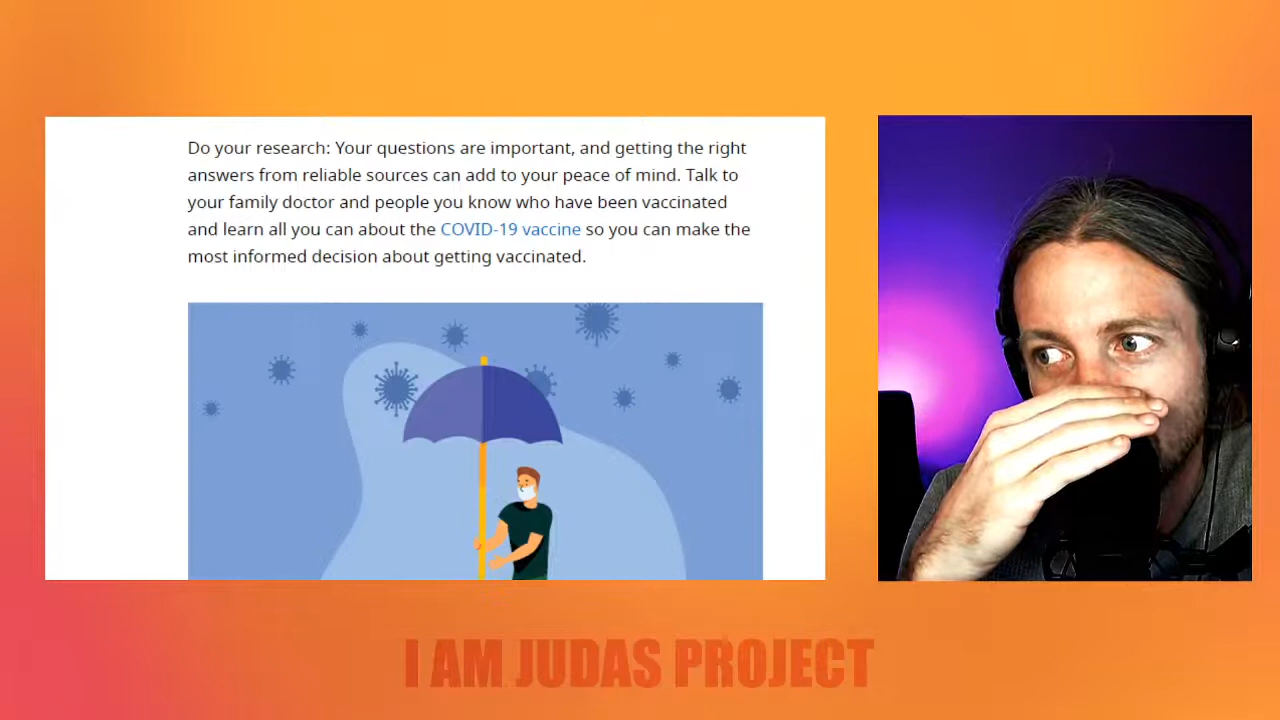 Do your research: Your questions are important, and getting the right
answers from reliable sources can add to your peace of mind. Talk to
your family doctor and people you know who have been vaccinated
and learn all you can about the COVID-19 vaccine so you can make the
most informed decision about getting vaccinated.
I AM JUDAS PROJECT